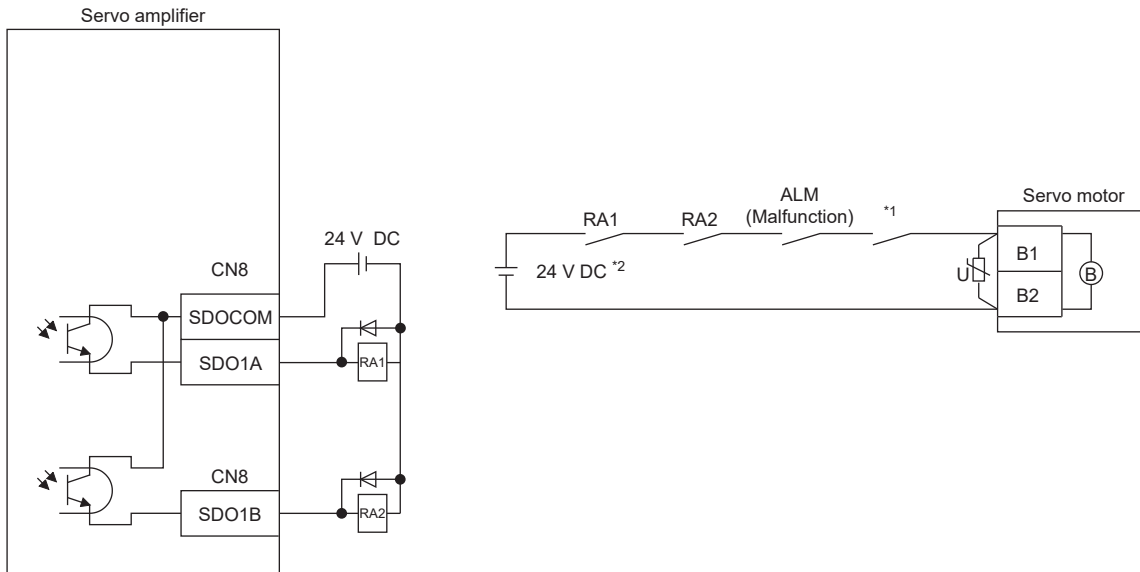 Servo amplifier
24 V DC
CN8
SDOCOM
SDO1A
RA1
CN8
SDO1B
RA2
RA1
RA2
ALM
(Malfunction)
*1
Servo motor
24 V DC *2
U
B1
B2
B